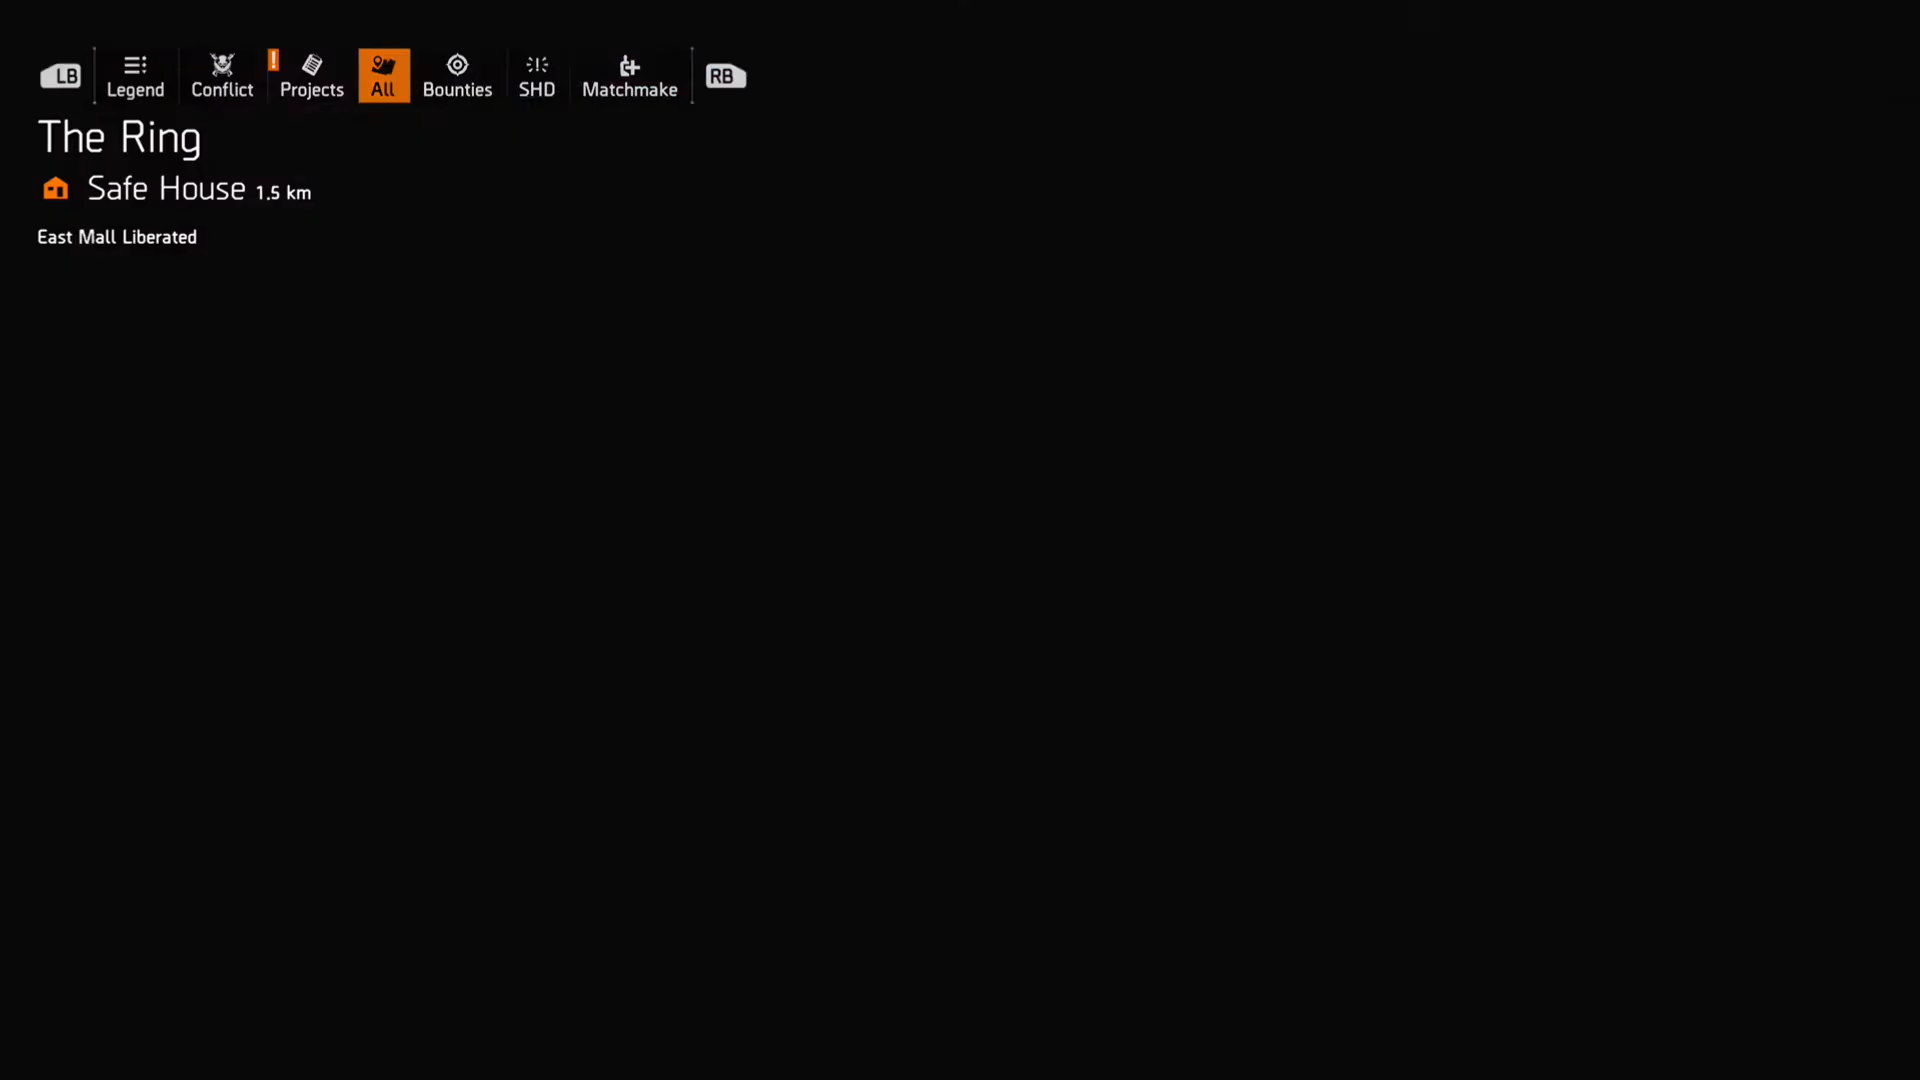 LB Legend Conflict ! Projects All Bounties SHD Matchmake RB
The Ring
Safe House 1.5 km
East Mall Liberated